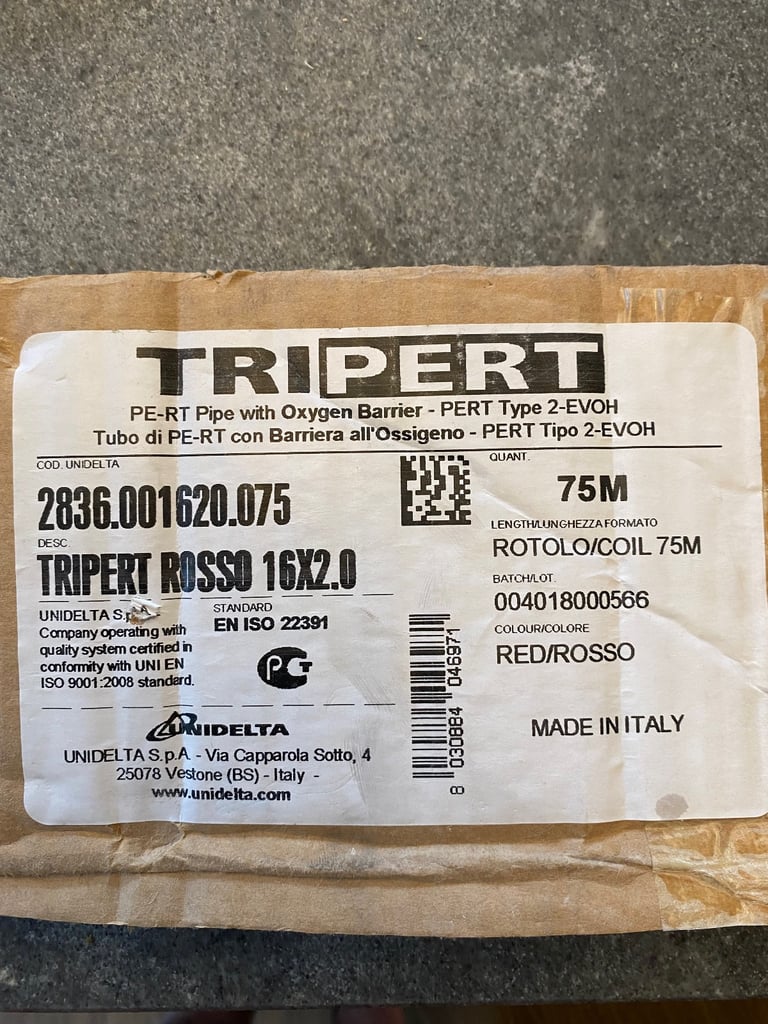 TRIPERT
PE-RT Pipe with Oxygen Barrier - PERT Type 2-EVOH
Tubo di PE-RT con Barriera all'Ossigeno - PERT Tipo 2-EVOH
COD. UNIDELTA
2836.001620.075
DESC.
TRIPERT ROSSO 16X2.0
UNIDELTA S.p.A.
Company operating with
quality system certified in
conformity with UNI EN
ISO 9001:2008 standard.
STANDARD
EN ISO 22391
PCT
UNIDELTA
UNIDELTA S.p.A. - Via Capparola Sotto, 4
25078 Vestone (BS) - Italy -
www.unidelta.com
QUANT.
75M
LENGTH/LUNGHEZZA FORMATO
ROTOLO/COIL 75M
BATCH/LOT.
004018000566
COLOUR/COLORE
RED/ROSSO
8 030884 046971
MADE IN ITALY